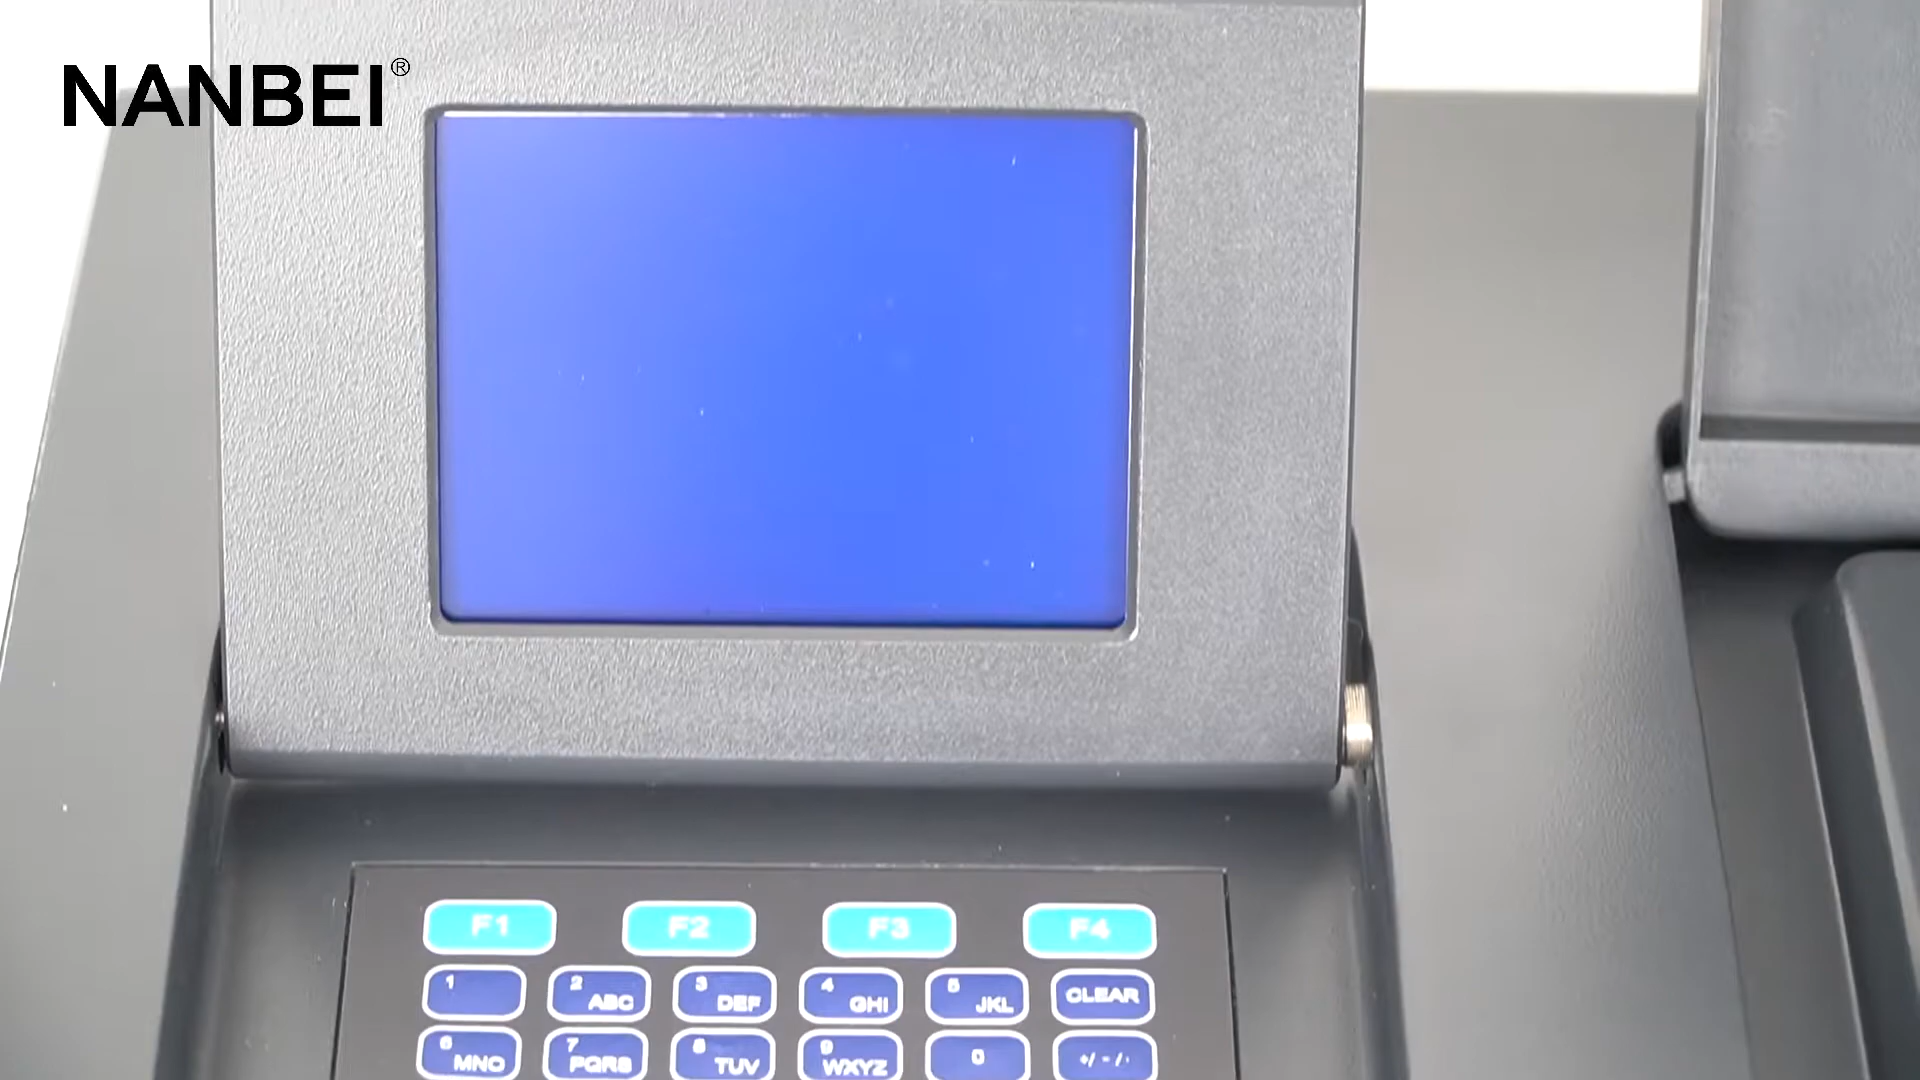 NANBEI®
F1 F2 F3 F4
1 2 ABC 3 DEF 4 GHI 5 JKL CLEAR
6 MNO 7 PQRS 8 TUV 9 WXYZ 0 +/-/·